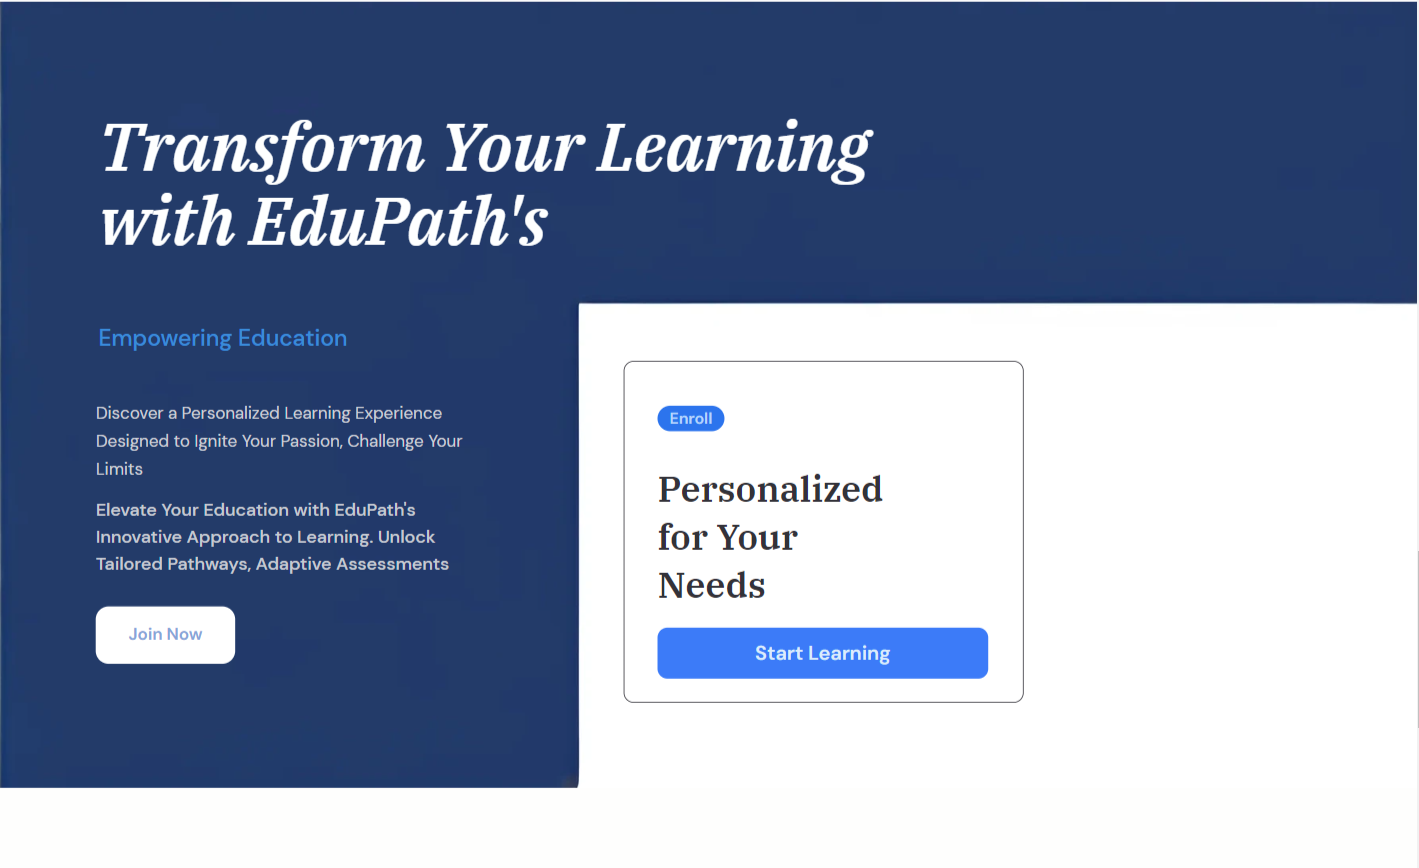 Transform Your Learning
with EduPath's
Empowering Education
Discover a Personalized Learning Experience
Designed to Ignite Your Passion, Challenge Your
Limits
Elevate Your Education with EduPath's
Innovative Approach to Learning. Unlock
Tailored Pathways, Adaptive Assessments
Join Now
Enroll
Personalized
for Your
Needs
Start Learning